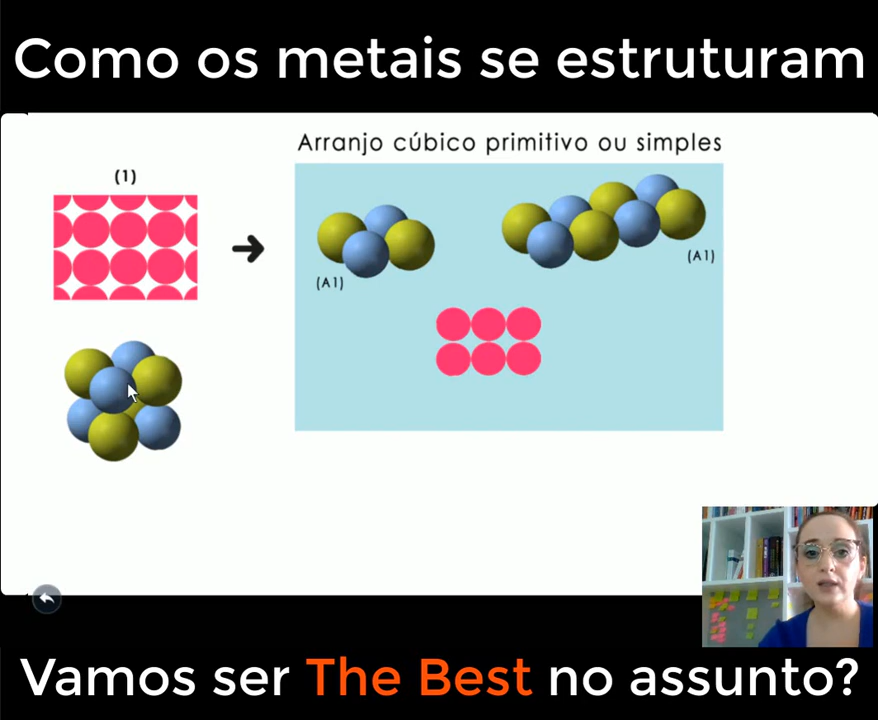 Como os metais se estruturam
Arranjo cúbico primitivo ou simples
(1)
(A1)
(A1)
Vamos ser The Best no assunto?